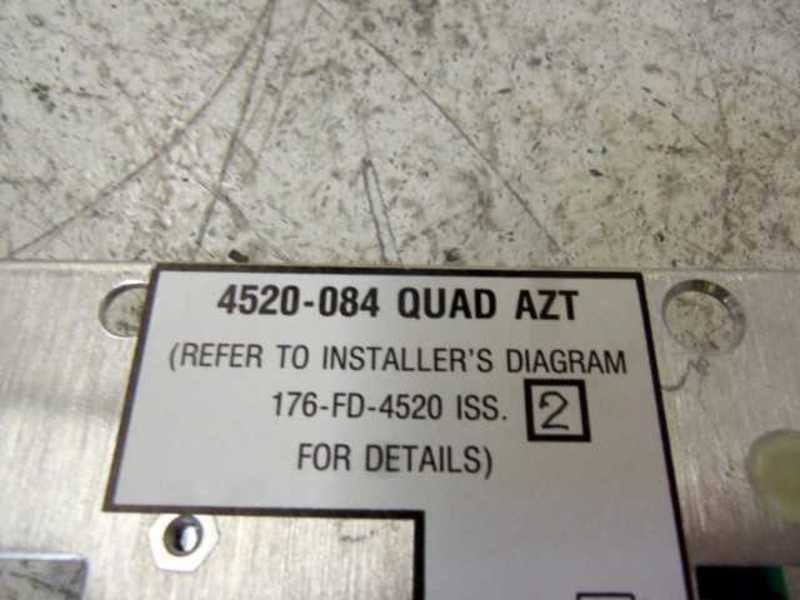 4520-084 QUAD AZT
(REFER TO INSTALLER'S DIAGRAM
176-FD-4520 ISS. 2
FOR DETAILS)